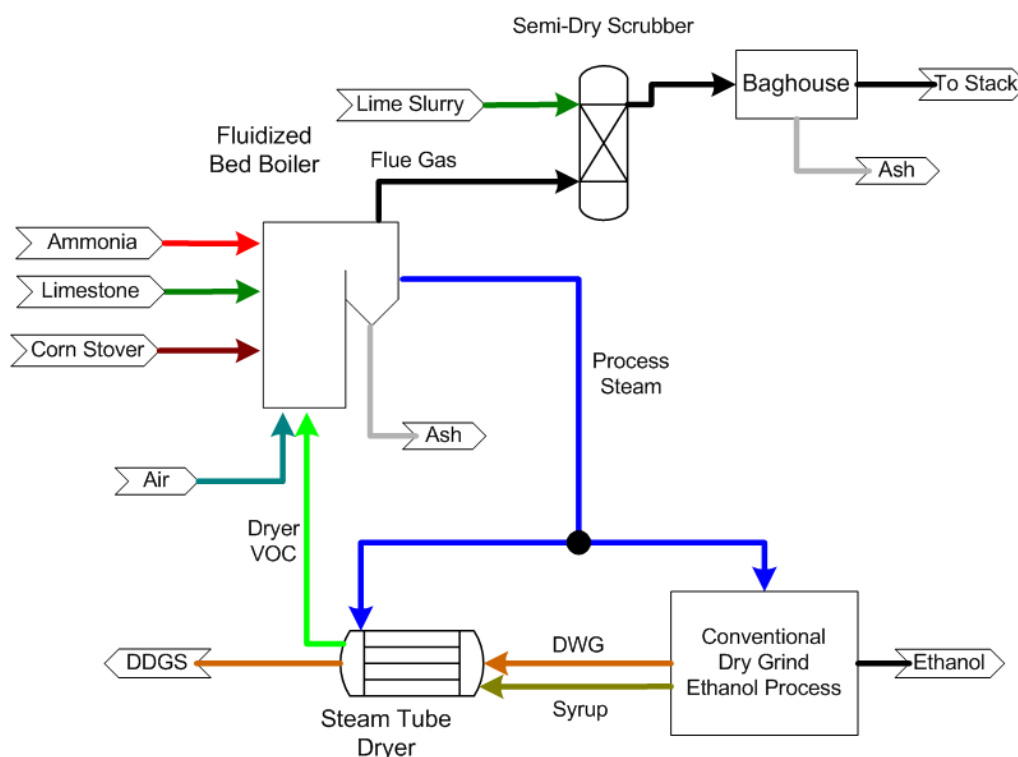 Semi-Dry Scrubber
Baghouse
To Stack
Lime Slurry
Fluidized
Bed Boiler
Flue Gas
Ash
Ammonia
Limestone
Corn Stover
Process
Steam
Ash
Air
Dryer
VOC
DDGS
DWG
Syrup
Conventional
Dry Grind
Ethanol Process
Ethanol
Steam Tube
Dryer